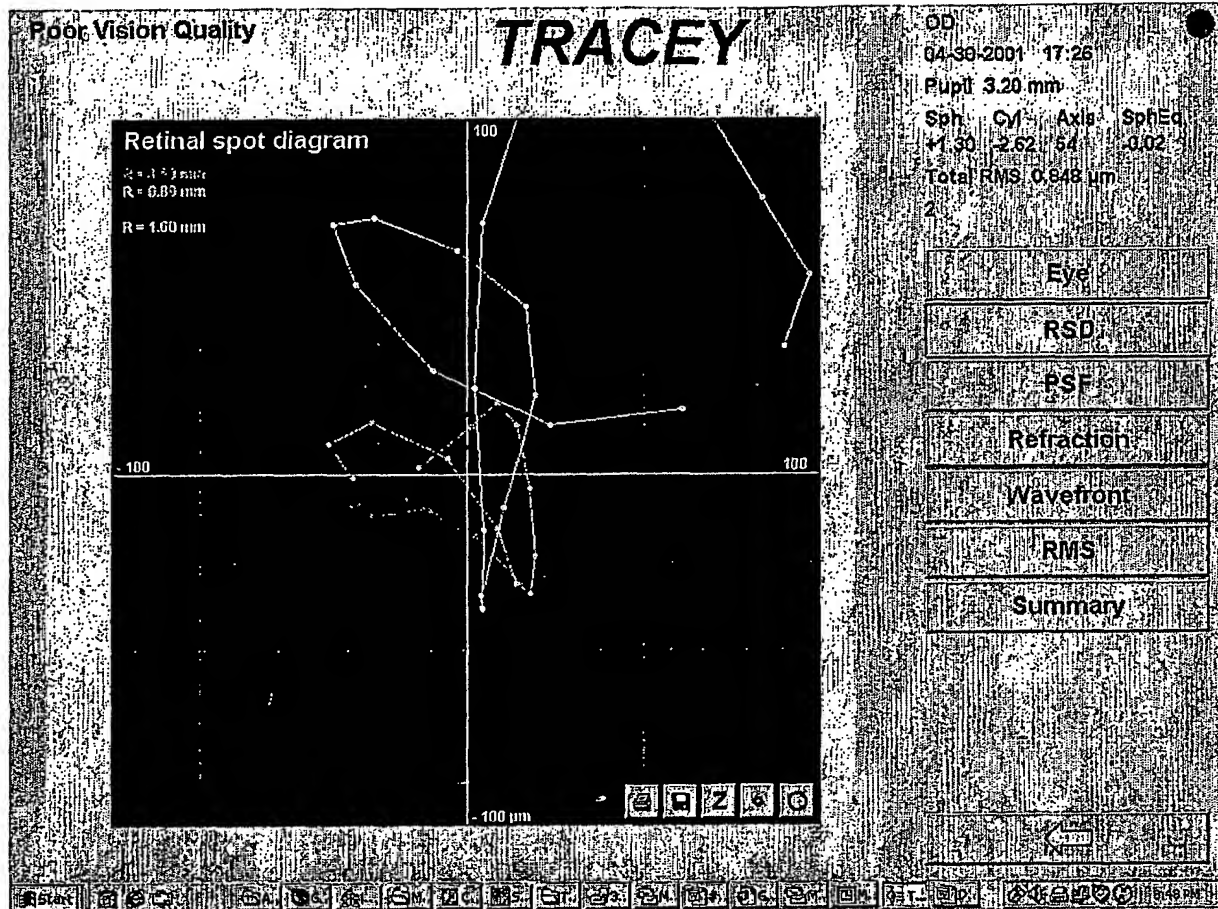 Poor Vision Quality
TRACEY
OD
04-30-2001 17:26
Pupil 3.20 mm
Sph Cyl Axis SphEq
+1.30 -2.62 54 -0.02
Total RMS 0.848 µm
2
Retinal spot diagram
R = 0.89 mm
R = 1.60 mm
100
- 100
100
- 100 µm
Eye
RSD
PSF
Refraction
Wavefront
RMS
Summary
Z
Start